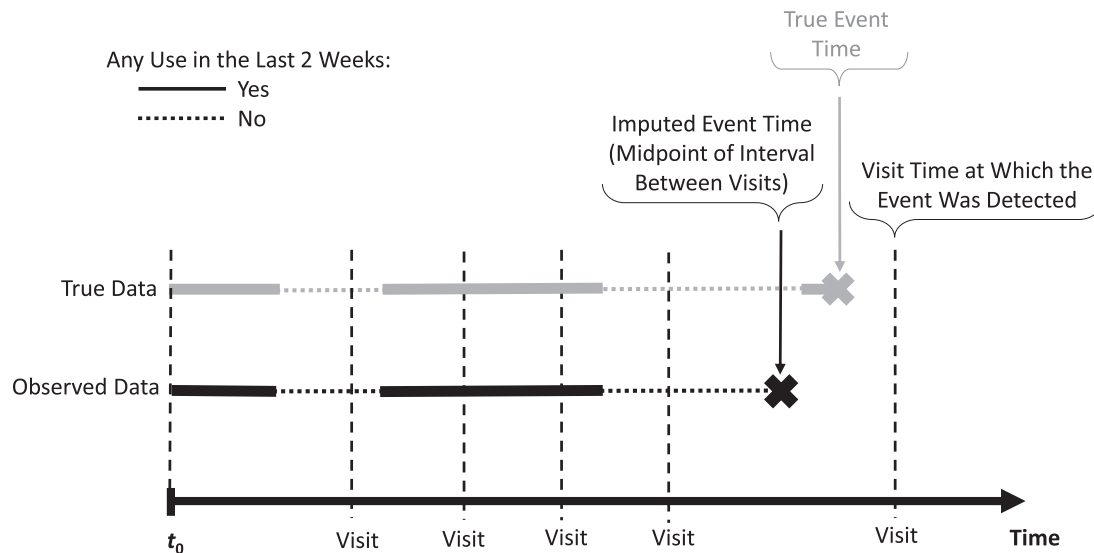 True Event
Time
Any Use in the Last 2 Weeks:
Yes
No
Imputed Event Time
(Midpoint of Interval
Between Visits)
Visit Time at Which the
Event Was Detected
True Data
Observed Data
t0
Visit
Visit
Visit
Visit
Visit
Time